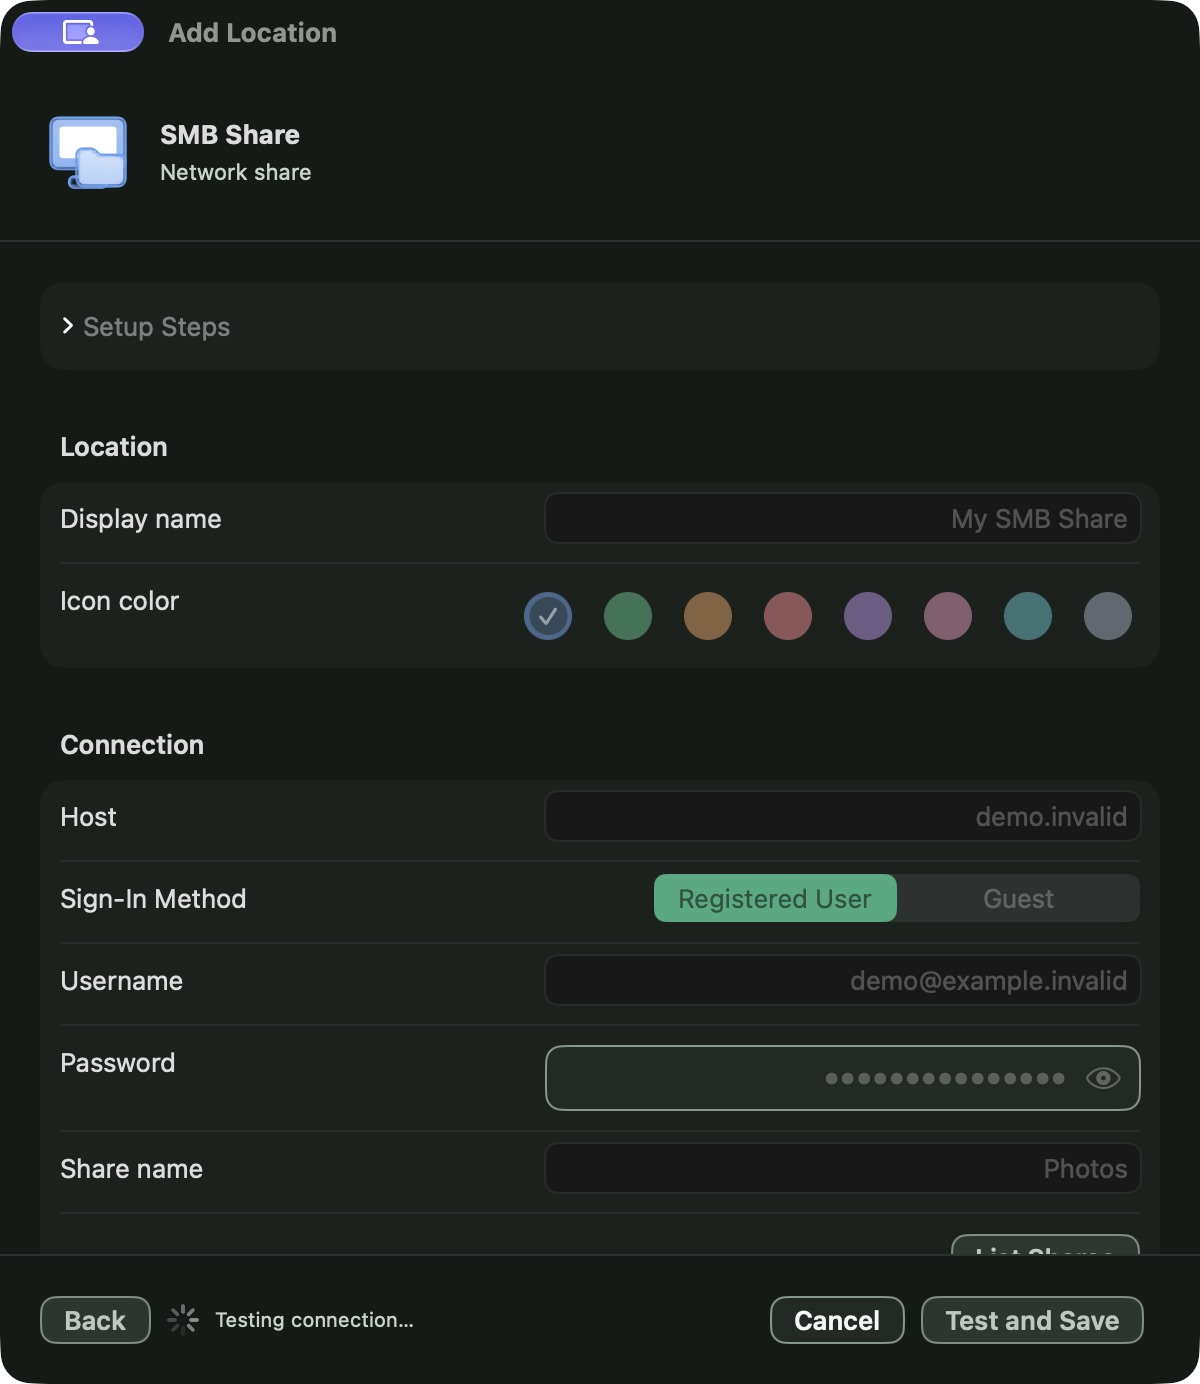 Add Location
SMB Share
Network share
Setup Steps
Location
Display name
My SMB Share
Icon color
Connection
Host
demo.invalid
Sign-In Method
Registered User
Guest
Username
demo@example.invalid
Password
Share name
Photos
List Shares
Back
Testing connection...
Cancel
Test and Save